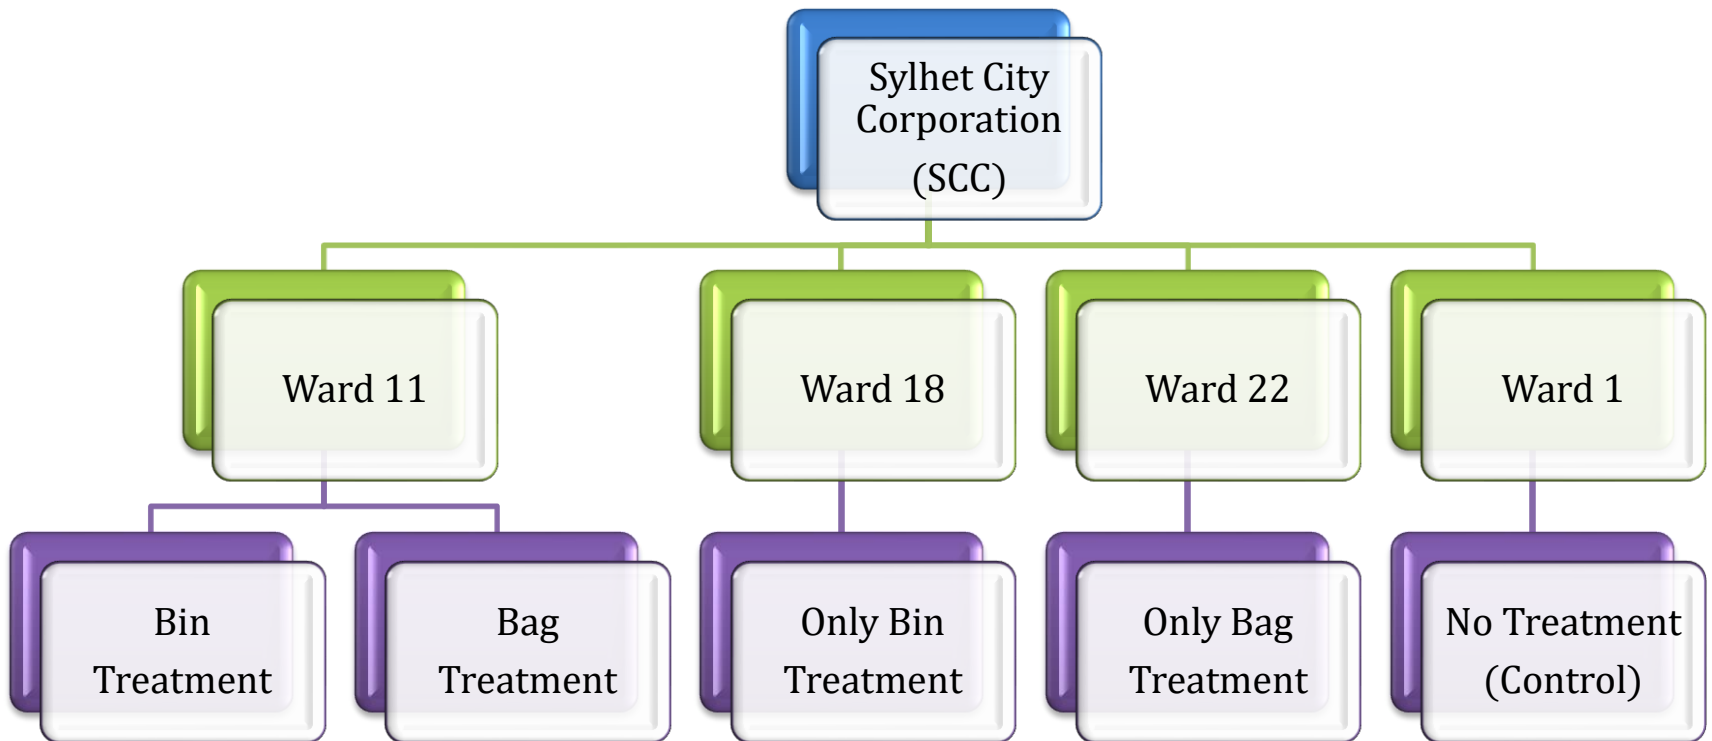 Sylhet City
Corporation
(SCC)
Ward 11
Ward 18
Ward 22
Ward 1
Bin
Treatment
Bag
Treatment
Only Bin
Treatment
Only Bag
Treatment
No Treatment
(Control)